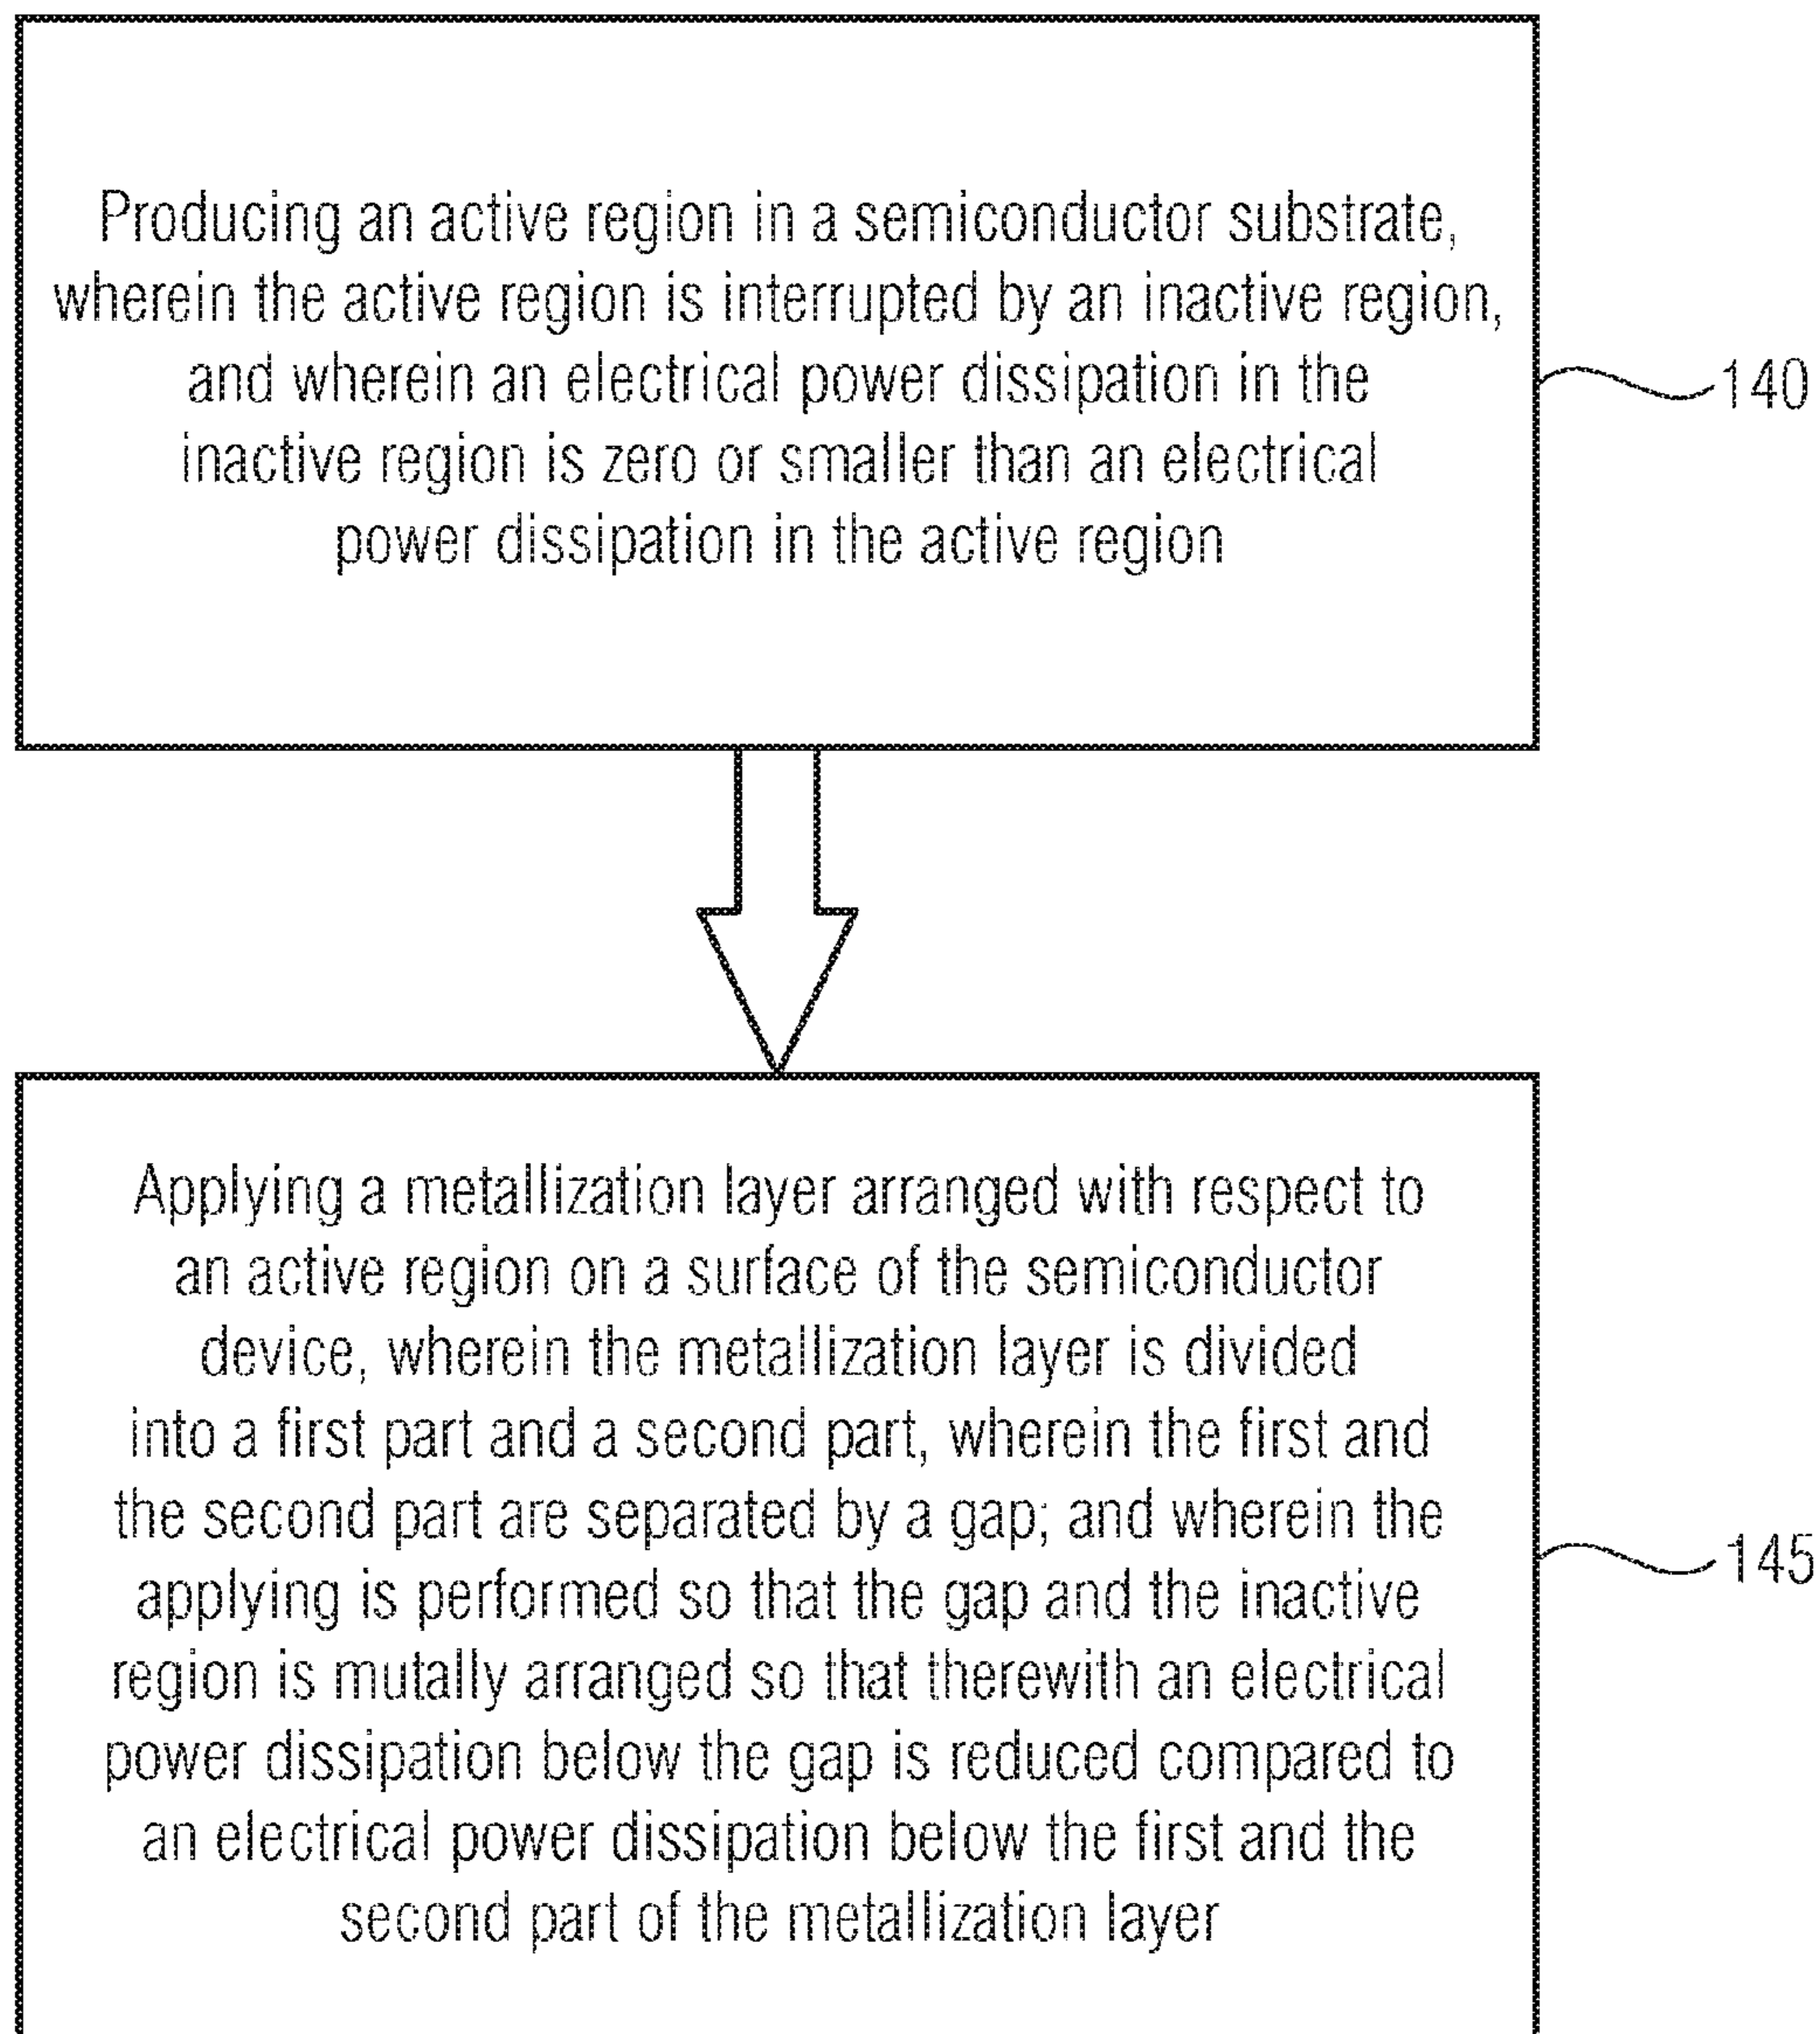 Producing an active region in a semiconductor substrate,
wherein the active region is interrupted by an inactive region,
and wherein an electrical power dissipation in the
inactive region is zero or smaller than an electrical
power dissipation in the active region
140
Applying a metallization layer arranged with respect to
an active region on a surface of the semiconductor
device, wherein the metallization layer is divided
into a first part and a second part, wherein the first and
the second part are separated by a gap; and wherein the
applying is performed so that the gap and the inactive
region is mutally arranged so that therewith an electrical
power dissipation below the gap is reduced compared to
an electrical power dissipation below the first and the
second part of the metallization layer
145